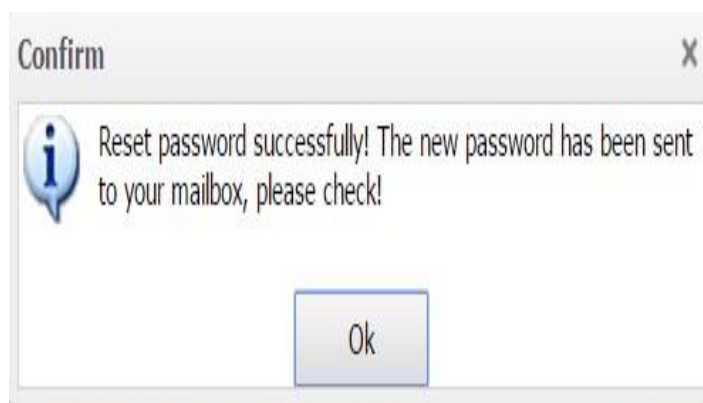 Confirm
Reset password successfully! The new password has been sent
to your mailbox, please check!
Ok